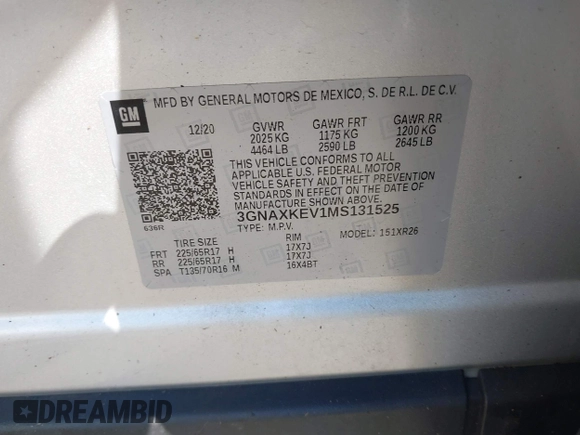 GM
MFD BY GENERAL MOTORS DE MEXICO, S. DE R.L. DE C.V.
12/20 GVWR GAWR FRT GAWR RR
2025 KG 1175 KG 1200 KG
4464 LB 2590 LB 2645 LB
THIS VEHICLE CONFORMS TO ALL
APPLICABLE U.S. FEDERAL MOTOR
VEHICLE SAFETY AND THEFT PREVENTION
STANDARDS IN EFFECT ON THE DATE OF
MANUFACTURE SHOWN ABOVE.
3GNAXKEV1MS131525
636R TYPE: M.P.V. MODEL: 151XR26
TIRE SIZE RIM
FRT 225/65R17 H 17X7J
RR 225/65R17 H 17X7J
SPA T135/70R16 M 16X4BT
DREAMBID